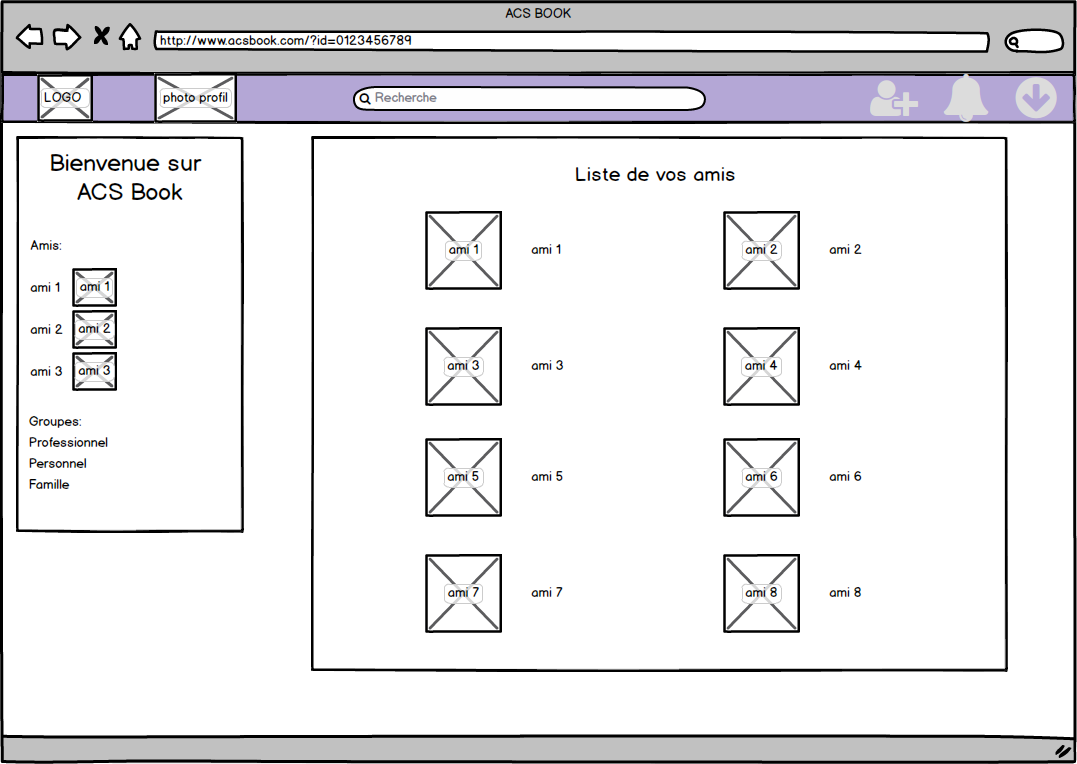 ACS BOOK
http://www.acsbook.com/?id=0123456789
LOGO
photo profil
Recherche
Bienvenue sur
ACS Book
Amis:
ami 1 ami 1
ami 2 ami 2
ami 3 ami 3
Groupes:
Professionnel
Personnel
Famille
Liste de vos amis
ami 1 ami 1 ami 2 ami 2
ami 3 ami 3 ami 4 ami 4
ami 5 ami 5 ami 6 ami 6
ami 7 ami 7 ami 8 ami 8